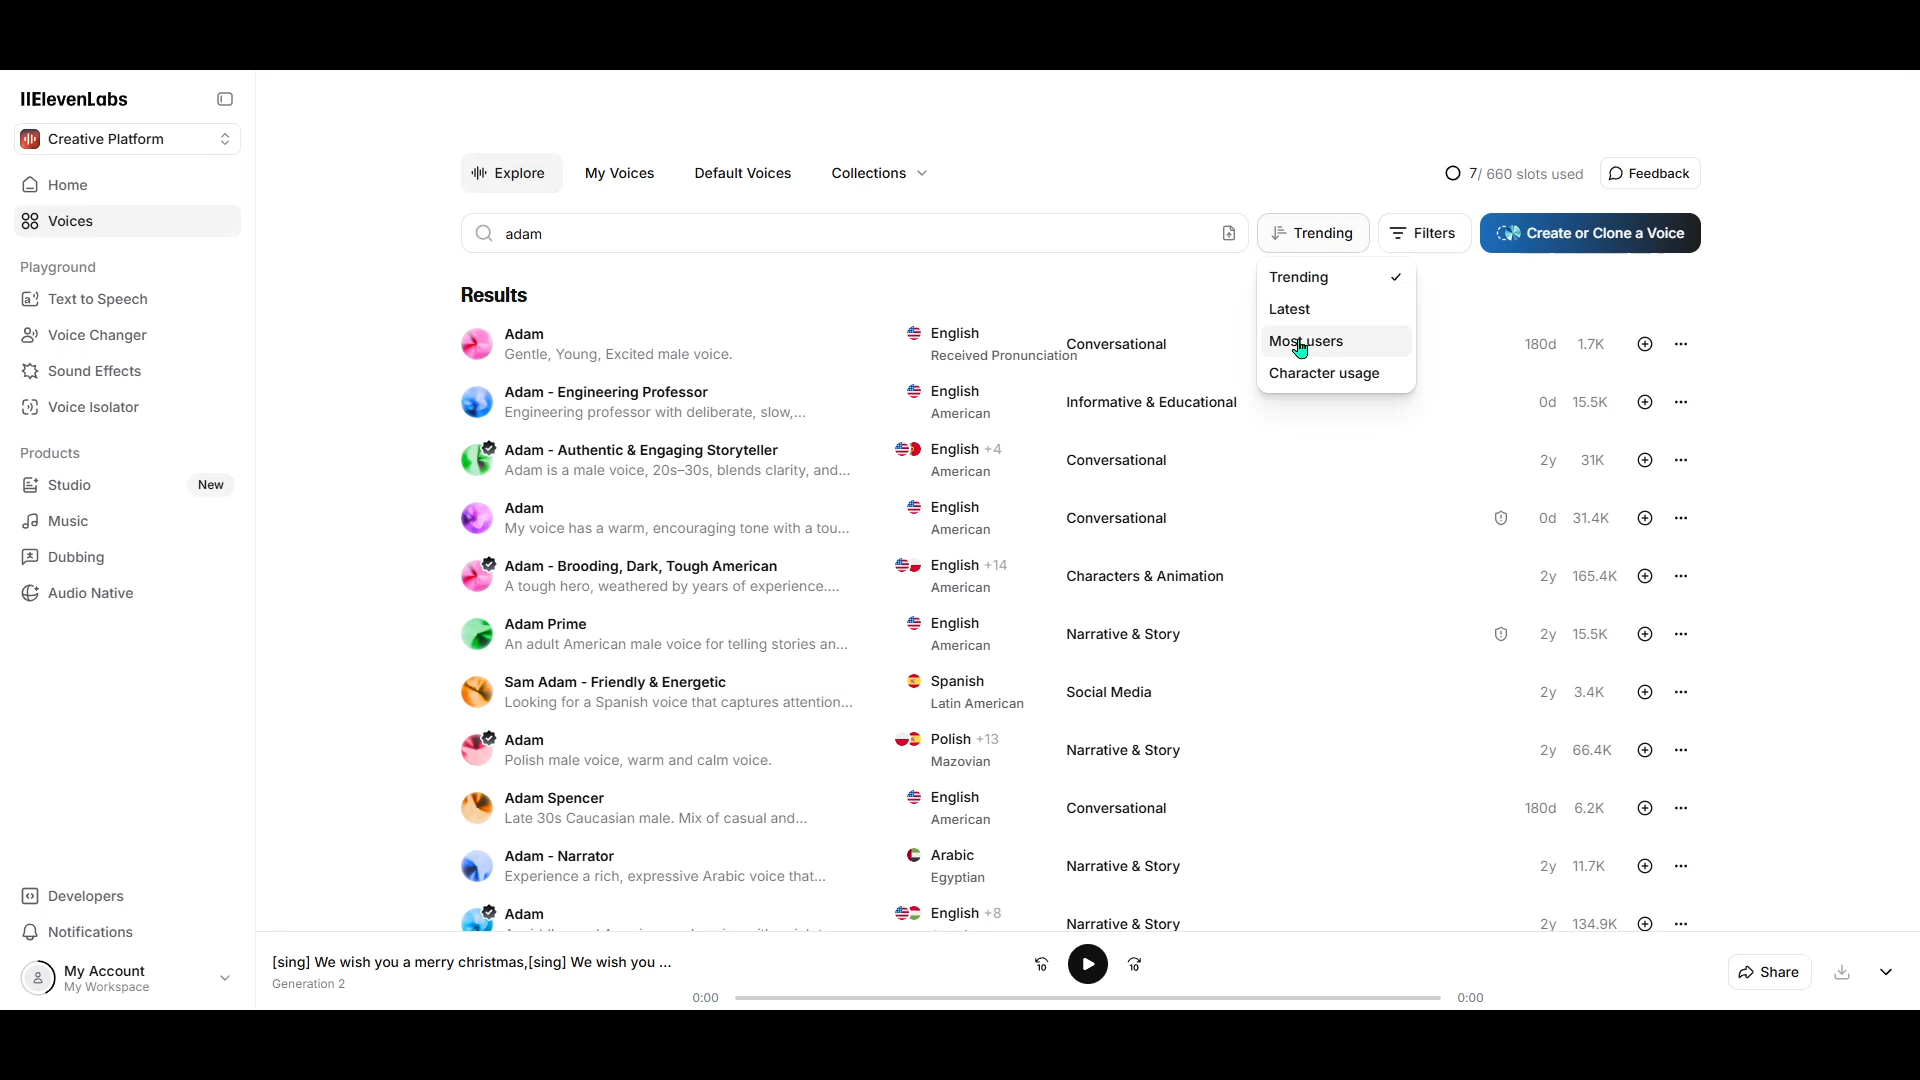 IIElevenLabs
Creative Platform
Home
Voices
Playground
Text to Speech
Voice Changer
Sound Effects
Voice Isolator
Products
Studio New
Music
Dubbing
Audio Native
Developers
Notifications
My Account
My Workspace
Explore My Voices Default Voices Collections 7/ 660 slots used Feedback
adam Trending Filters Create or Clone a Voice
Trending
Latest
Most users
Character usage
Results
Adam English Conversational 180d 1.7K
Gentle, Young, Excited male voice. Received Pronunciation
Adam - Engineering Professor English Informative & Educational 0d 15.5K
Engineering professor with deliberate, slow,... American
Adam - Authentic & Engaging Storyteller English +4 Conversational 2y 31K
Adam is a male voice, 20s–30s, blends clarity, and... American
Adam English Conversational 0d 31.4K
My voice has a warm, encouraging tone with a tou... American
Adam - Brooding, Dark, Tough American English +14 Characters & Animation 2y 165.4K
A tough hero, weathered by years of experience.... American
Adam Prime English Narrative & Story 2y 15.5K
An adult American male voice for telling stories an... American
Sam Adam - Friendly & Energetic Spanish Social Media 2y 3.4K
Looking for a Spanish voice that captures attention... Latin American
Adam Polish +13 Narrative & Story 2y 66.4K
Polish male voice, warm and calm voice. Mazovian
Adam Spencer English Conversational 180d 6.2K
Late 30s Caucasian male. Mix of casual and... American
Adam - Narrator Arabic Narrative & Story 2y 11.7K
Experience a rich, expressive Arabic voice that... Egyptian
Adam English +8 Narrative & Story 2y 134.9K
[sing] We wish you a merry christmas,[sing] We wish you ...
Generation 2
10 10
0:00 0:00
Share